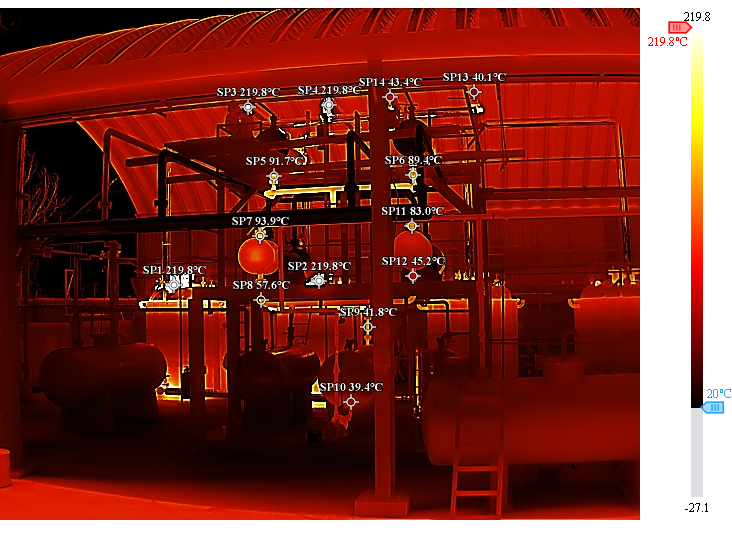 219.8
219.8°C
SP13 40.1°C
SP14 43.4°C
SP3 219.8°C
SP4 219.8°C
SP5 91.7°C
SP6 89.4°C
SP11 83.0°C
SP7 93.9°C
SP12 45.2°C
SP2 219.8°C
SP1 219.8°C
SP8 57.6°C
SP9 41.8°C
SP10 39.4°C
20°C
-27.1